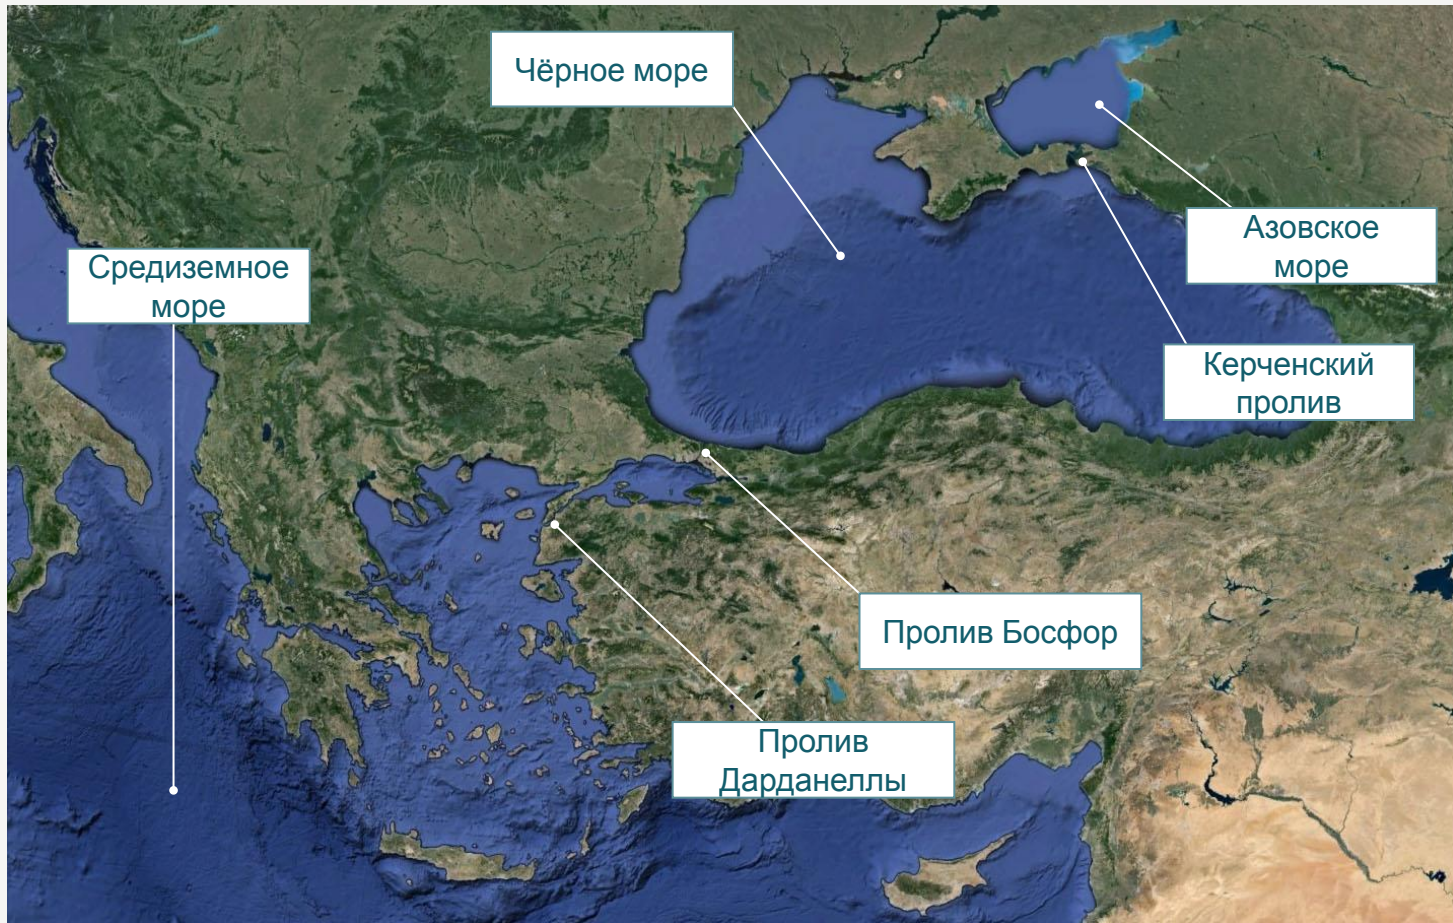 Чёрное море
Азовское
море
Средиземное
море
Керченский
пролив
Пролив Босфор
Пролив
Дарданеллы